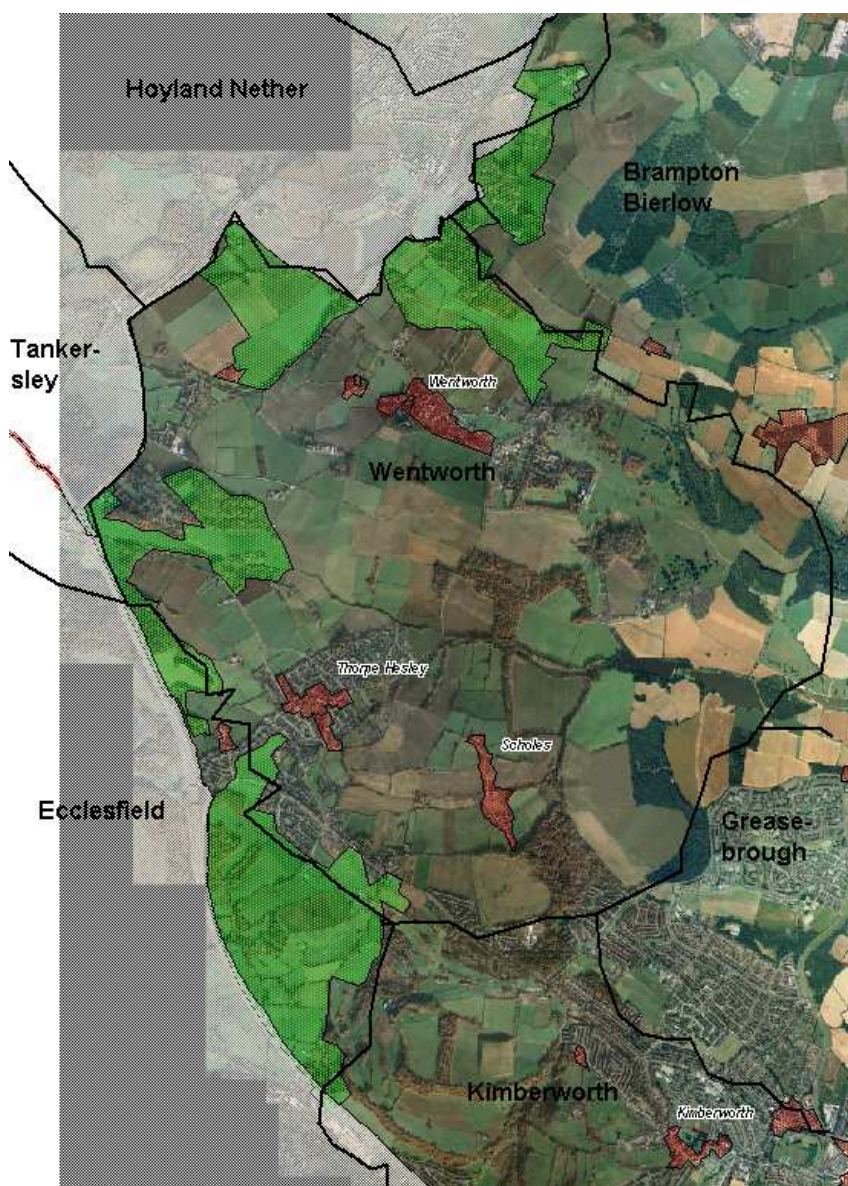 Hoyland Nether
Brampton
Bierlow
Tanker-
sley
Wentworth
Wentworth
Thorpe Hesley
Scholes
Ecclesfield
Grease-
brough
Kimberworth
Kimberworth